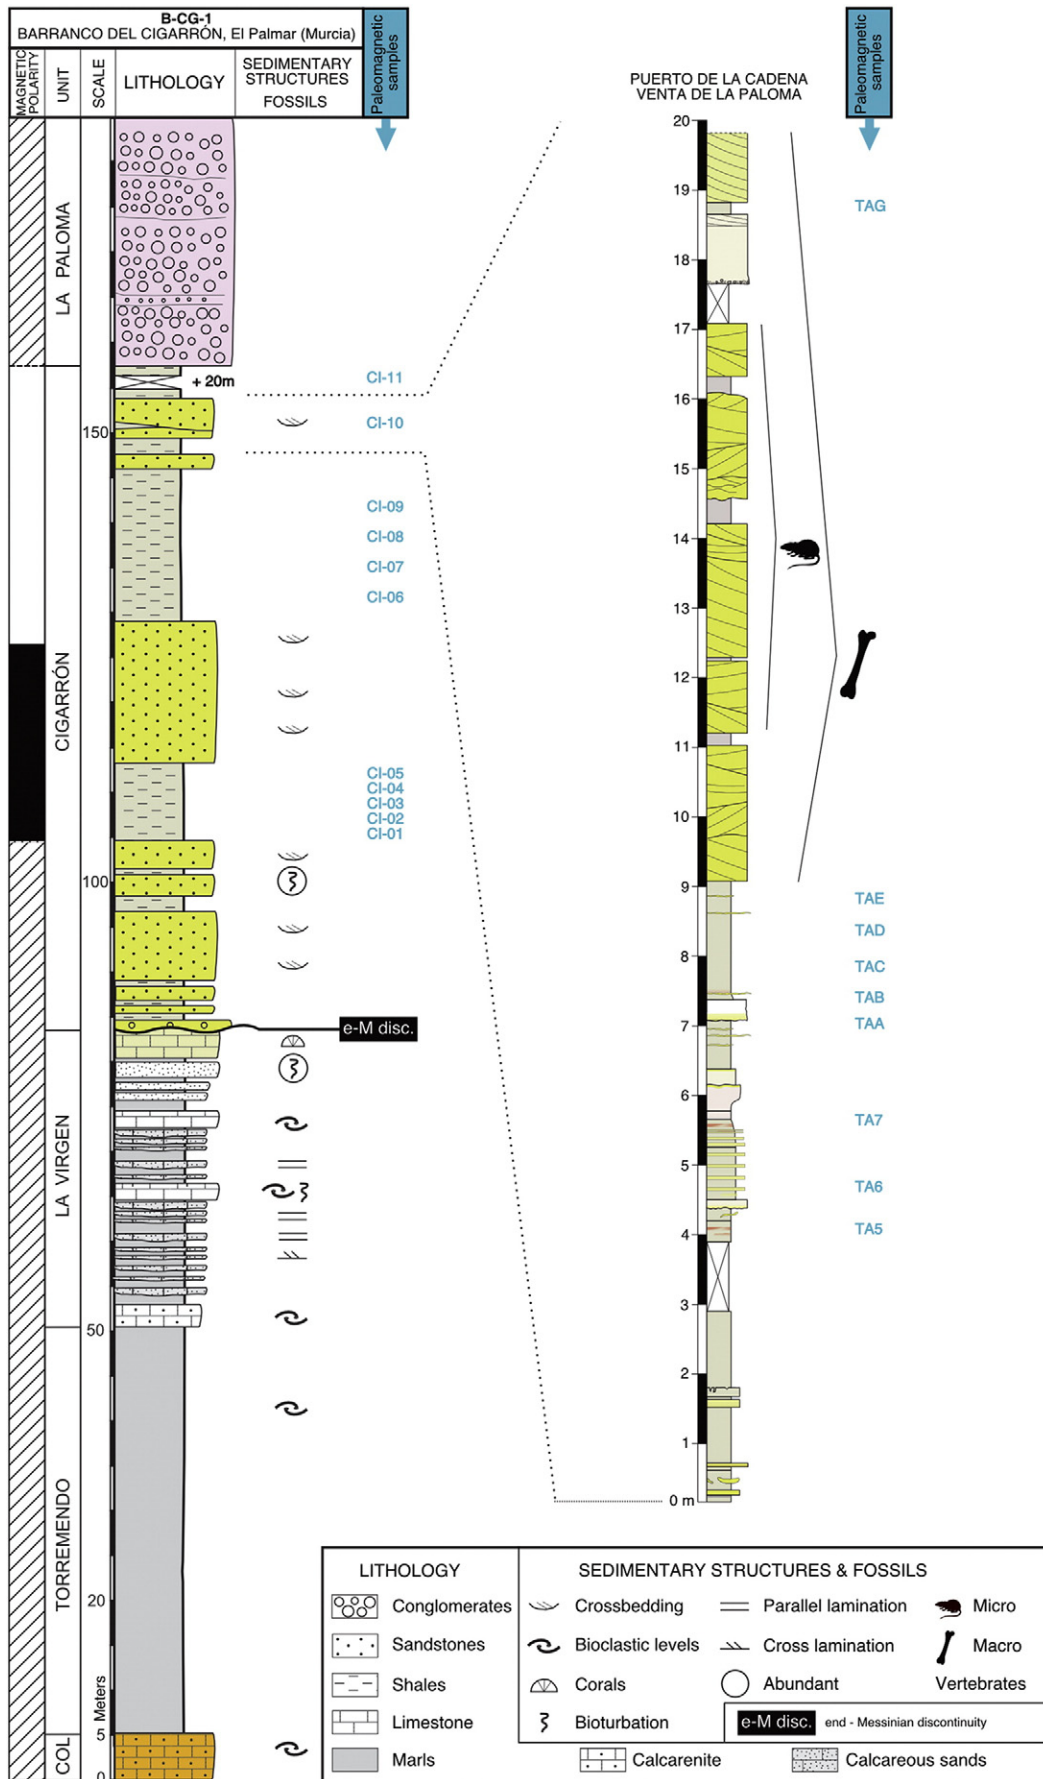 B-CG-1
BARRANCO DEL CIGARRÓN, El Palmar (Murcia)
MAGNETIC
POLARITY
UNIT
SCALE
LITHOLOGY
SEDIMENTARY
STRUCTURES
FOSSILS
Paleomagnetic
samples
LA PALOMA
CIGARRÓN
LA VIRGEN
TORREMENDO
COL
150
100
50
20
Meters
5
0
+ 20m
e-M disc.
CI-11
CI-10
CI-09
CI-08
CI-07
CI-06
CI-05
CI-04
CI-03
CI-02
CI-01
PUERTO DE LA CADENA
VENTA DE LA PALOMA
Paleomagnetic
samples
20
19
18
17
16
15
14
13
12
11
10
9
8
7
6
5
4
3
2
1
0 m
TAG
TAE
TAD
TAC
TAB
TAA
TA7
TA6
TA5
LITHOLOGY
Conglomerates
Sandstones
Shales
Limestone
Marls
SEDIMENTARY STRUCTURES & FOSSILS
Crossbedding
Parallel lamination
Micro
Bioclastic levels
Cross lamination
Macro
Corals
Abundant
Vertebrates
Bioturbation
e-M disc. end - Messinian discontinuity
Calcarenite
Calcareous sands